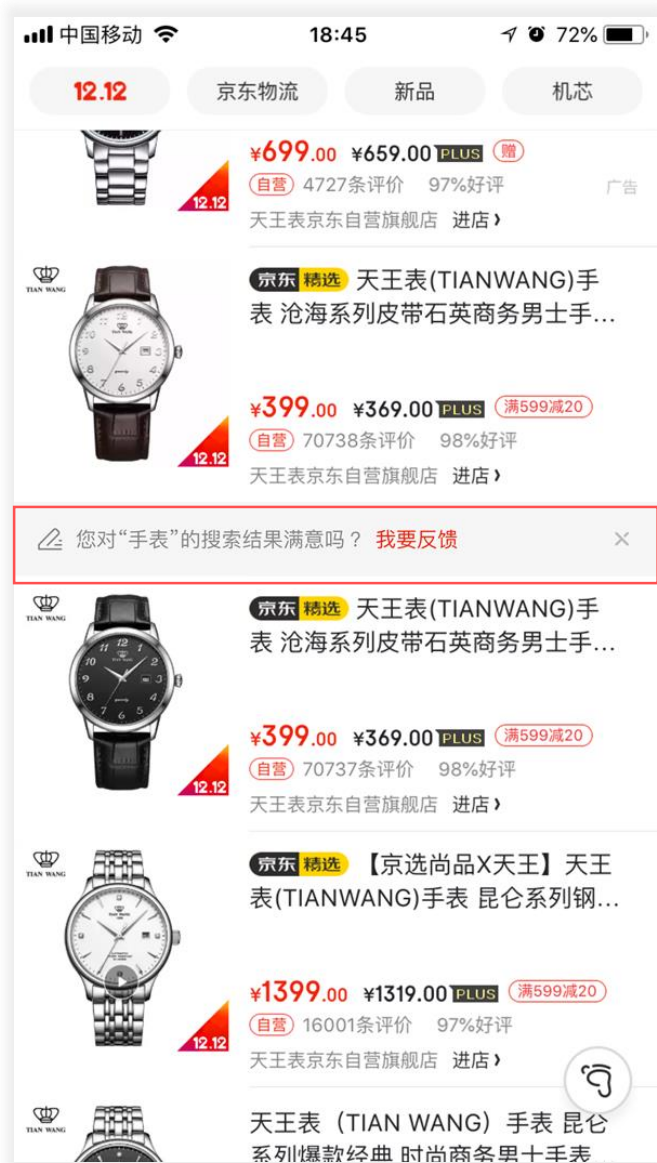 中国移动 18:45 72%
12.12 京东物流 新品 机芯
¥699.00 ¥659.00 PLUS 赠
自营 4727条评价 97%好评 广告
12.12
天王表京东自营旗舰店 进店›
TIAN WANG
京东精选 天王表(TIANWANG)手
表 沧海系列皮带石英商务男士手...
¥399.00 ¥369.00 PLUS 满599减20
自营 70738条评价 98%好评
12.12
天王表京东自营旗舰店 进店›
您对“手表”的搜索结果满意吗？ 我要反馈 ×
TIAN WANG
京东精选 天王表(TIANWANG)手
表 沧海系列皮带石英商务男士手...
¥399.00 ¥369.00 PLUS 满599减20
自营 70737条评价 98%好评
12.12
天王表京东自营旗舰店 进店›
TIAN WANG
京东精选 【京选尚品X天王】天王
表(TIANWANG)手表 昆仑系列钢...
¥1399.00 ¥1319.00 PLUS 满599减20
自营 16001条评价 97%好评
12.12
天王表京东自营旗舰店 进店›
TIAN WANG
天王表（TIAN WANG）手表 昆仑
系列爆款经典 时尚商务男士手表...